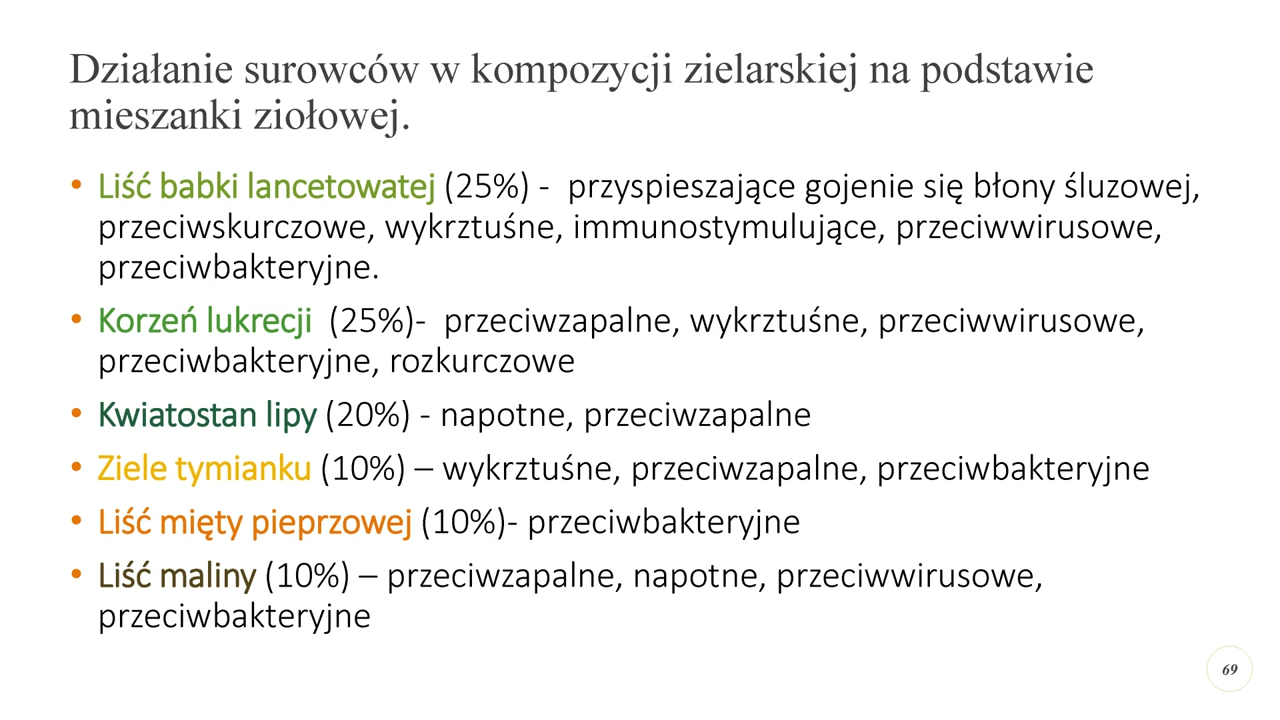 Działanie surowców w kompozycji zielarskiej na podstawie
mieszanki ziołowej.
• Liść babki lancetowatej (25%) -  przyspieszające gojenie się błony śluzowej,
przeciwskurczowe, wykrztuśne, immunostymulujące, przeciwwirusowe,
przeciwbakteryjne.
• Korzeń lukrecji  (25%)-  przeciwzapalne, wykrztuśne, przeciwwirusowe,
przeciwbakteryjne, rozkurczowe
• Kwiatostan lipy (20%) - napotne, przeciwzapalne
• Ziele tymianku (10%) – wykrztuśne, przeciwzapalne, przeciwbakteryjne
• Liść mięty pieprzowej (10%)- przeciwbakteryjne
• Liść maliny (10%) – przeciwzapalne, napotne, przeciwwirusowe,
przeciwbakteryjne
69